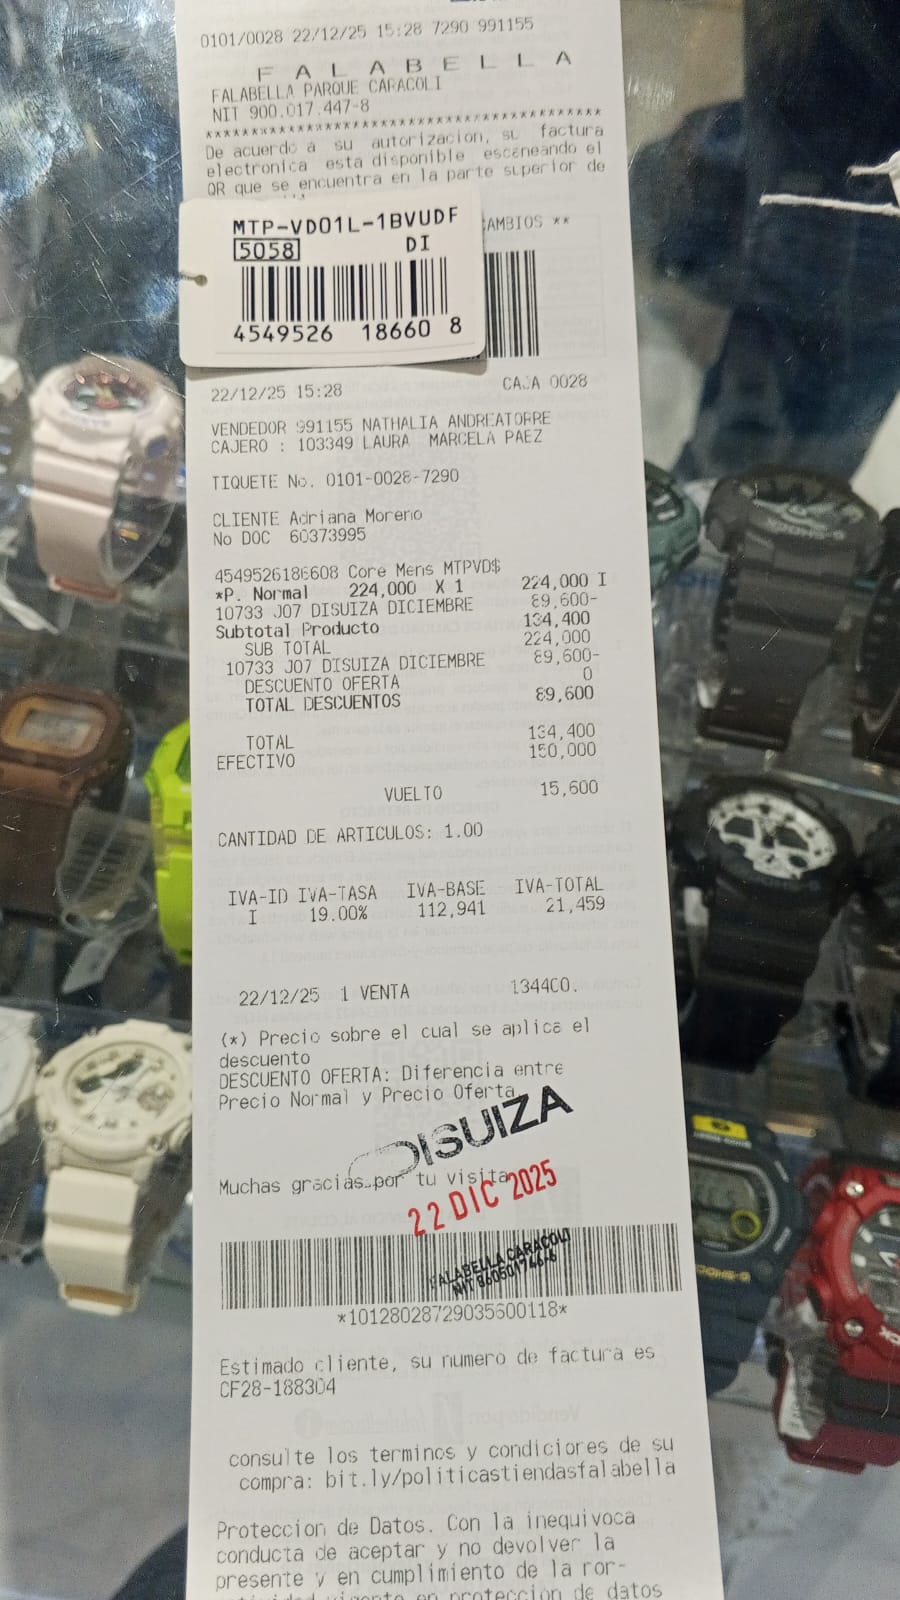 0101/0028 22/12/25 15:28 7290 991155
F A L A B E L L A
FALABELLA PARQUE CARACOLI
NIT 900.017.447-8
******************************************
De acuerdo a su autorizacion, su factura
electronica esta disponible escaneando el
QR que se encuentra en la parte superior de
CAMBIOS **
MTP-VD01L-1BVUDF
5058 DI
4549526 18660 8
22/12/25 15:28 CAJA 0028
VENDEDOR 991155 NATHALIA ANDREATORRE
CAJERO : 103349 LAURA MARCELA PAEZ
TIQUETE No. 0101-0028-7290
CLIENTE Adriana Moreno
No DOC 60373995
4549526186608 Core Mens MTPVD$
*P. Normal 224,000 X 1 224,000 I
10733 J07 DISUIZA DICIEMBRE 89,600-
Subtotal Producto 134,400
SUB TOTAL 224,000
10733 J07 DISUIZA DICIEMBRE 89,600-
DESCUENTO OFERTA 0
TOTAL DESCUENTOS 89,600
TOTAL 134,400
EFECTIVO 150,000
VUELTO 15,600
CANTIDAD DE ARTICULOS: 1.00
IVA-ID IVA-TASA IVA-BASE IVA-TOTAL
I 19.00% 112,941 21,459
22/12/25 1 VENTA 134400.
(*) Precio sobre el cual se aplica el
descuento
DESCUENTO OFERTA: Diferencia entre
Precio Normal y Precio Oferta
DISUIZA
Muchas gracias por tu visita
22 DIC 2025
FALABELLA CARACOLI
*10128028729035600118*
Estimado cliente, su numero de factura es
CF28-188304
consulte los terminos y condiciones de su
compra: bit.ly/politicastiendasfalabella
Proteccion de Datos. Con la inequivoca
conducta de aceptar y no devolver la
presente y en cumplimiento de la nor-
en proteccion de datos